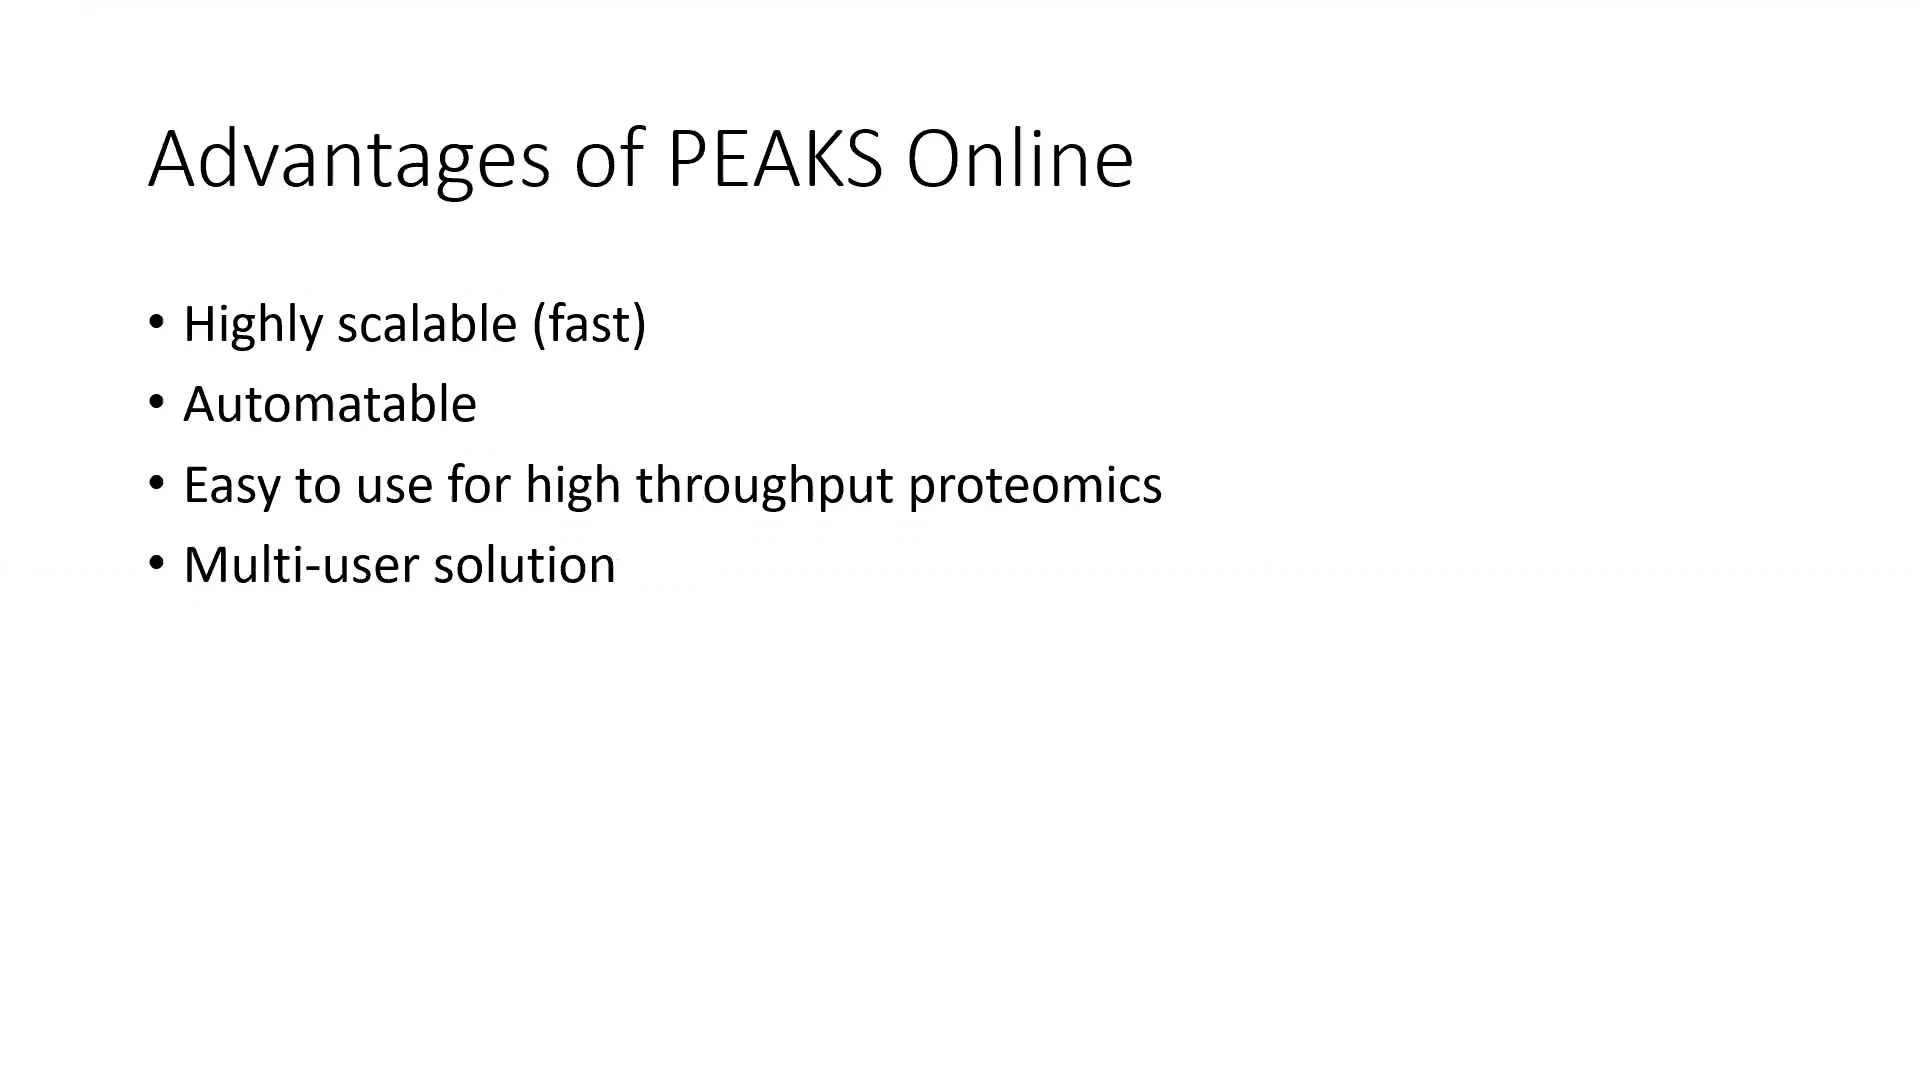 Advantages of PEAKS Online
• Highly scalable (fast)
• Automatable
• Easy to use for high throughput proteomics
• Multi-user solution